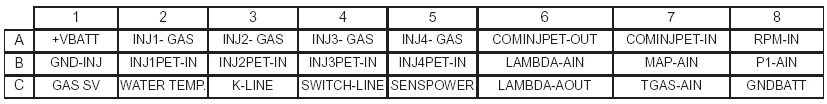 1 2 3 4 5 6 7 8
A +VBATT INJ1- GAS INJ2- GAS INJ3- GAS INJ4- GAS COMINJPET-OUT COMINJPET-IN RPM-IN
B GND-INJ INJ1PET-IN INJ2PET-IN INJ3PET-IN INJ4PET-IN LAMBDA-AIN MAP-AIN P1-AIN
C GAS SV WATER TEMP. K-LINE SWITCH-LINE SENSPOWER LAMBDA-AOUT TGAS-AIN GNDBATT